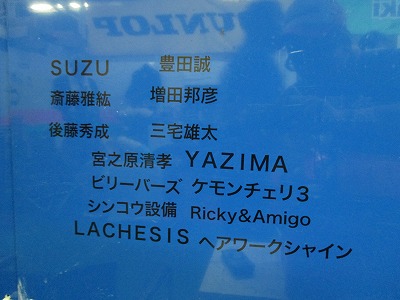 UNLOP
SUZU 豊田誠
斎藤雅紘 増田邦彦
後藤秀成 三宅雄太
宮之原清孝 YAZIMA
ビリーバーズ ケモンチェリ3
シンコウ設備 Ricky&Amigo
LACHESIS ヘアワークシャイン